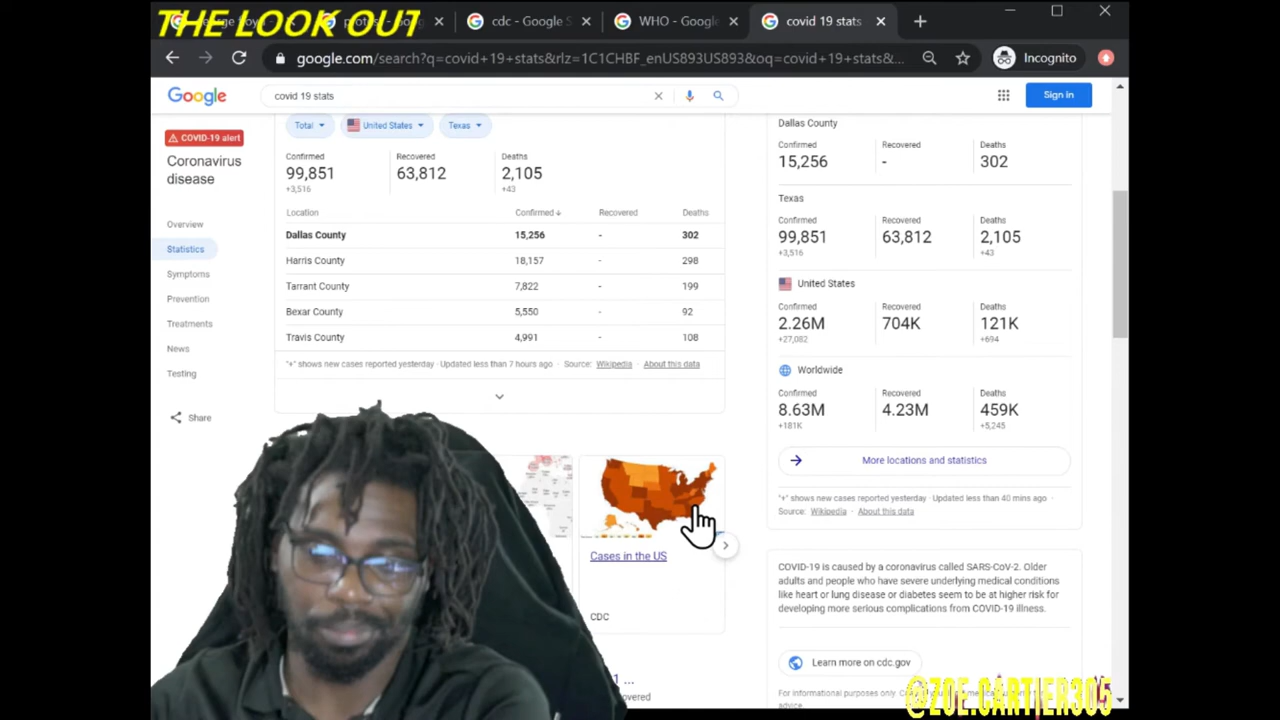 THE LOOK OUT
cdc - Google S
WHO - Google
covid 19 stats
google.com/search?q=covid+19+stats&rlz=1C1CHBF_enUS893US893&oq=covid+19+stats&...
Incognito
Google
covid 19 stats
Sign in
COVID-19 alert
Coronavirus
disease
Overview
Statistics
Symptoms
Prevention
Treatments
News
Testing
Share
Total
United States
Texas
Confirmed Recovered Deaths
99,851 63,812 2,105
+3,516 +43
Location Confirmed Recovered Deaths
Dallas County 15,256 - 302
Harris County 18,157 - 298
Tarrant County 7,822 - 199
Bexar County 5,550 - 92
Travis County 4,991 - 108
"+" shows new cases reported yesterday · Updated less than 7 hours ago · Source: Wikipedia · About this data
Cases in the US
CDC
1 ...
overed
Dallas County
Confirmed Recovered Deaths
15,256 - 302
Texas
Confirmed Recovered Deaths
99,851 63,812 2,105
+3,516 +43
United States
Confirmed Recovered Deaths
2.26M 704K 121K
+27,082 +694
Worldwide
Confirmed Recovered Deaths
8.63M 4.23M 459K
+181K +5,245
More locations and statistics
"+" shows new cases reported yesterday · Updated less than 40 mins ago ·
Source: Wikipedia · About this data
COVID-19 is caused by a coronavirus called SARS-CoV-2. Older
adults and people who have severe underlying medical conditions
like heart or lung disease or diabetes seem to be at higher risk for
developing more serious complications from COVID-19 illness.
Learn more on cdc.gov
For informational purposes only.
advice.
@ZOE.CARTIER305